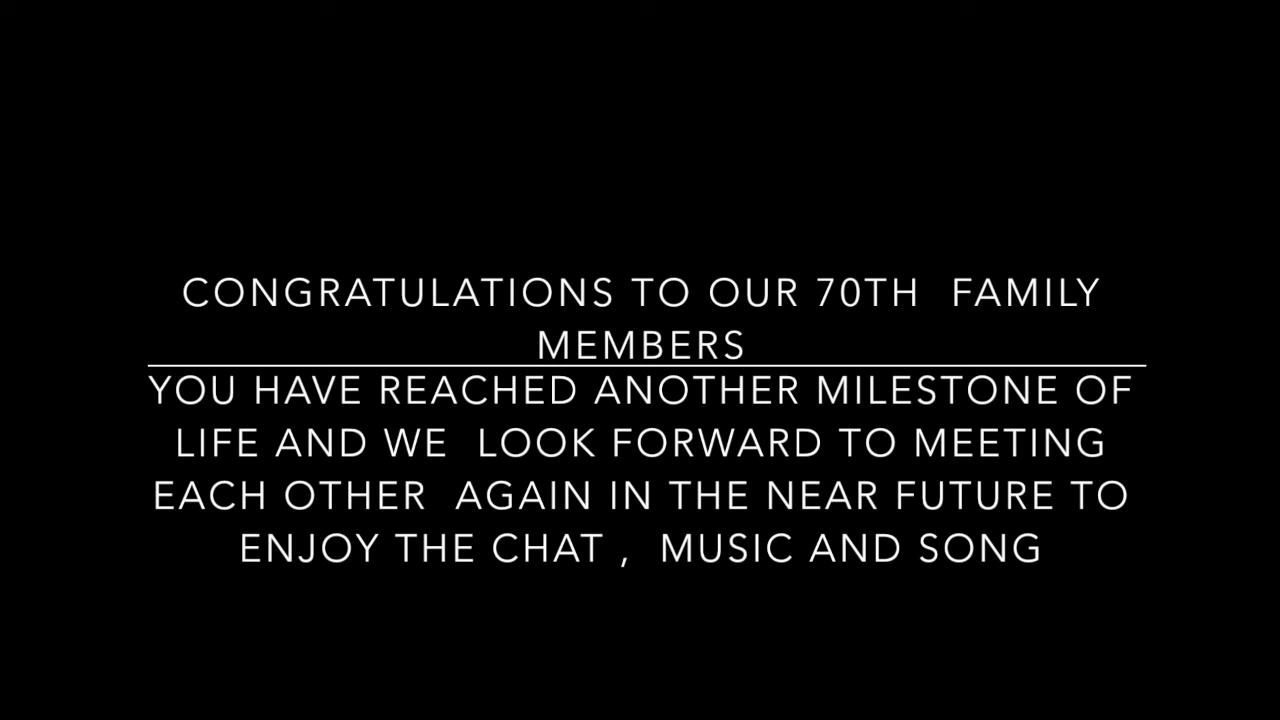 CONGRATULATIONS TO OUR 70TH  FAMILY
MEMBERS
YOU HAVE REACHED ANOTHER MILESTONE OF
LIFE AND WE  LOOK FORWARD TO MEETING
EACH OTHER  AGAIN IN THE NEAR FUTURE TO
ENJOY THE CHAT ,  MUSIC AND SONG